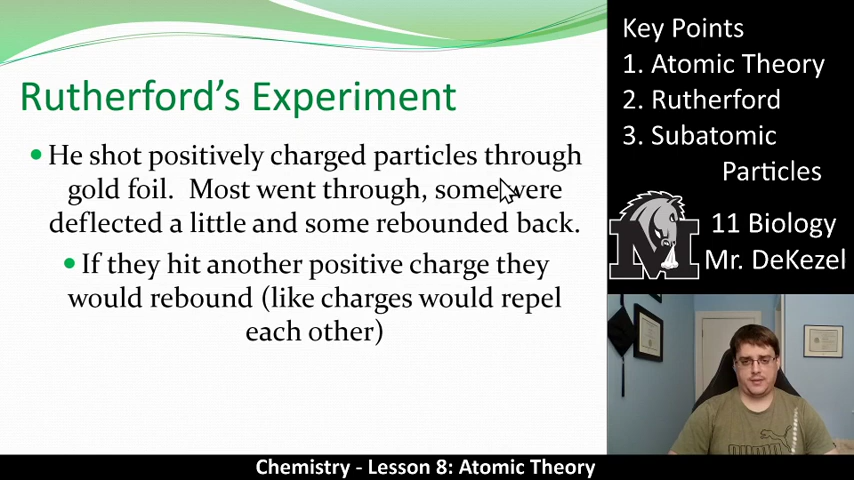 Rutherford's Experiment
He shot positively charged particles through
gold foil. Most went through, some were
deflected a little and some rebounded back.
If they hit another positive charge they
would rebound (like charges would repel
each other)
Key Points
1. Atomic Theory
2. Rutherford
3. Subatomic
Particles
M
11 Biology
Mr. DeKezel
Chemistry - Lesson 8: Atomic Theory